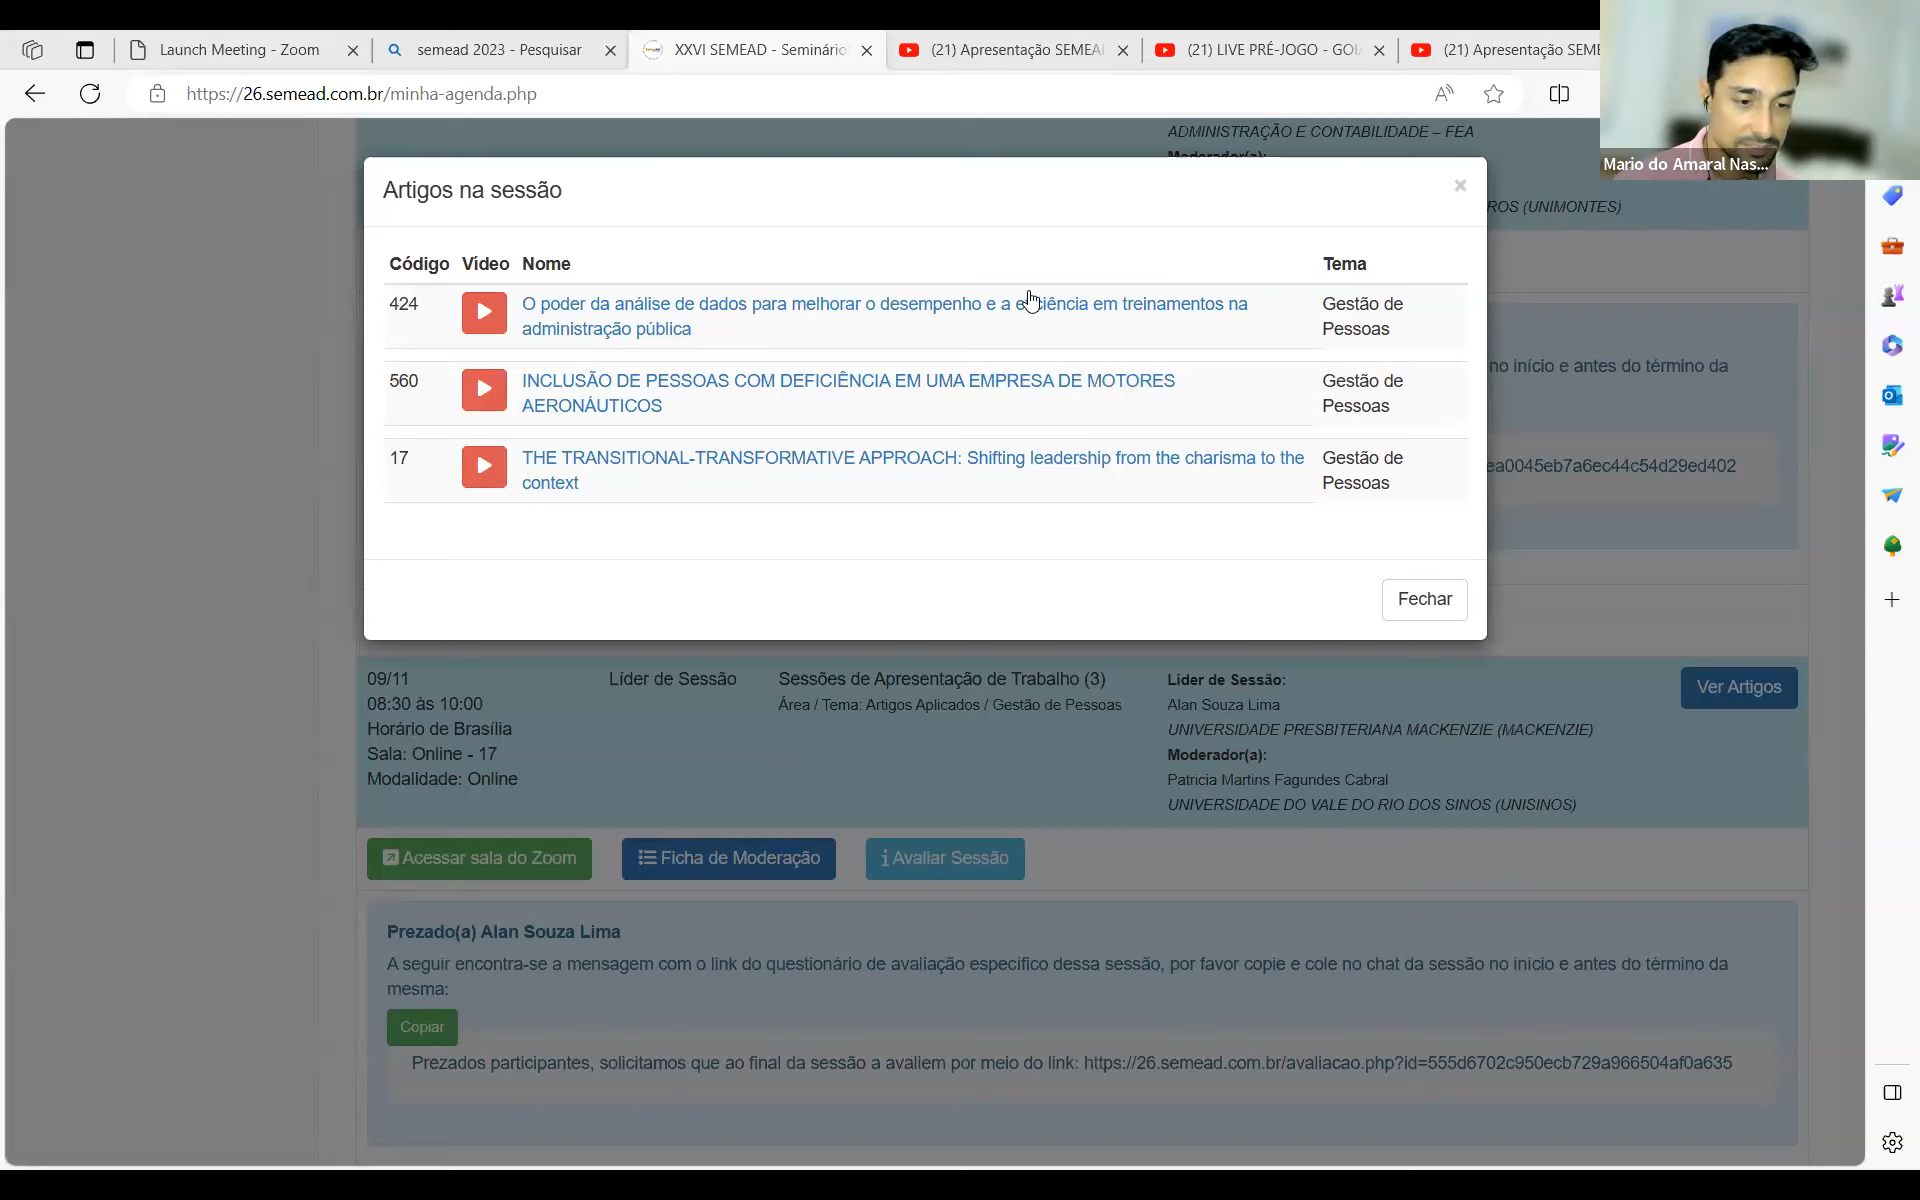 Launch Meeting - Zoom
semead 2023 - Pesquisar
XXVI SEMEAD - Seminário
(21) Apresentação SEMEA
(21) LIVE PRÉ-JOGO - GOI
(21) Apresentação SEME
https://26.semead.com.br/minha-agenda.php
Mario do Amaral Nas...
ADMINISTRAÇÃO E CONTABILIDADE – FEA
Moderador(a):
ROS (UNIMONTES)
Artigos na sessão
Código Vídeo Nome Tema
424 O poder da análise de dados para melhorar o desempenho e a eficiência em treinamentos na Gestão de
administração pública Pessoas
560 INCLUSÃO DE PESSOAS COM DEFICIÊNCIA EM UMA EMPRESA DE MOTORES Gestão de
AERONÁUTICOS Pessoas
17 THE TRANSITIONAL-TRANSFORMATIVE APPROACH: Shifting leadership from the charisma to the Gestão de
context Pessoas
no início e antes do término da
ea0045eb7a6ec44c54d29ed402
Fechar
09/11
08:30 às 10:00
Horário de Brasília
Sala: Online - 17
Modalidade: Online
Líder de Sessão
Sessões de Apresentação de Trabalho (3)
Área / Tema: Artigos Aplicados / Gestão de Pessoas
Líder de Sessão:
Alan Souza Lima
UNIVERSIDADE PRESBITERIANA MACKENZIE (MACKENZIE)
Moderador(a):
Patricia Martins Fagundes Cabral
UNIVERSIDADE DO VALE DO RIO DOS SINOS (UNISINOS)
Ver Artigos
Acessar sala do Zoom
Ficha de Moderação
Avaliar Sessão
Prezado(a) Alan Souza Lima
A seguir encontra-se a mensagem com o link do questionário de avaliação específico dessa sessão, por favor copie e cole no chat da sessão no início e antes do término da
mesma:
Copiar
Prezados participantes, solicitamos que ao final da sessão a avaliem por meio do link: https://26.semead.com.br/avaliacao.php?id=555d6702c950ecb729a966504af0a635